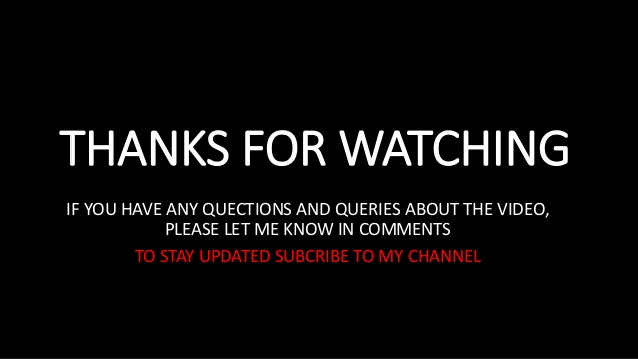 THANKS FOR WATCHING
IF YOU HAVE ANY QUECTIONS AND QUERIES ABOUT THE VIDEO,
PLEASE LET ME KNOW IN COMMENTS
TO STAY UPDATED SUBCRIBE TO MY CHANNEL